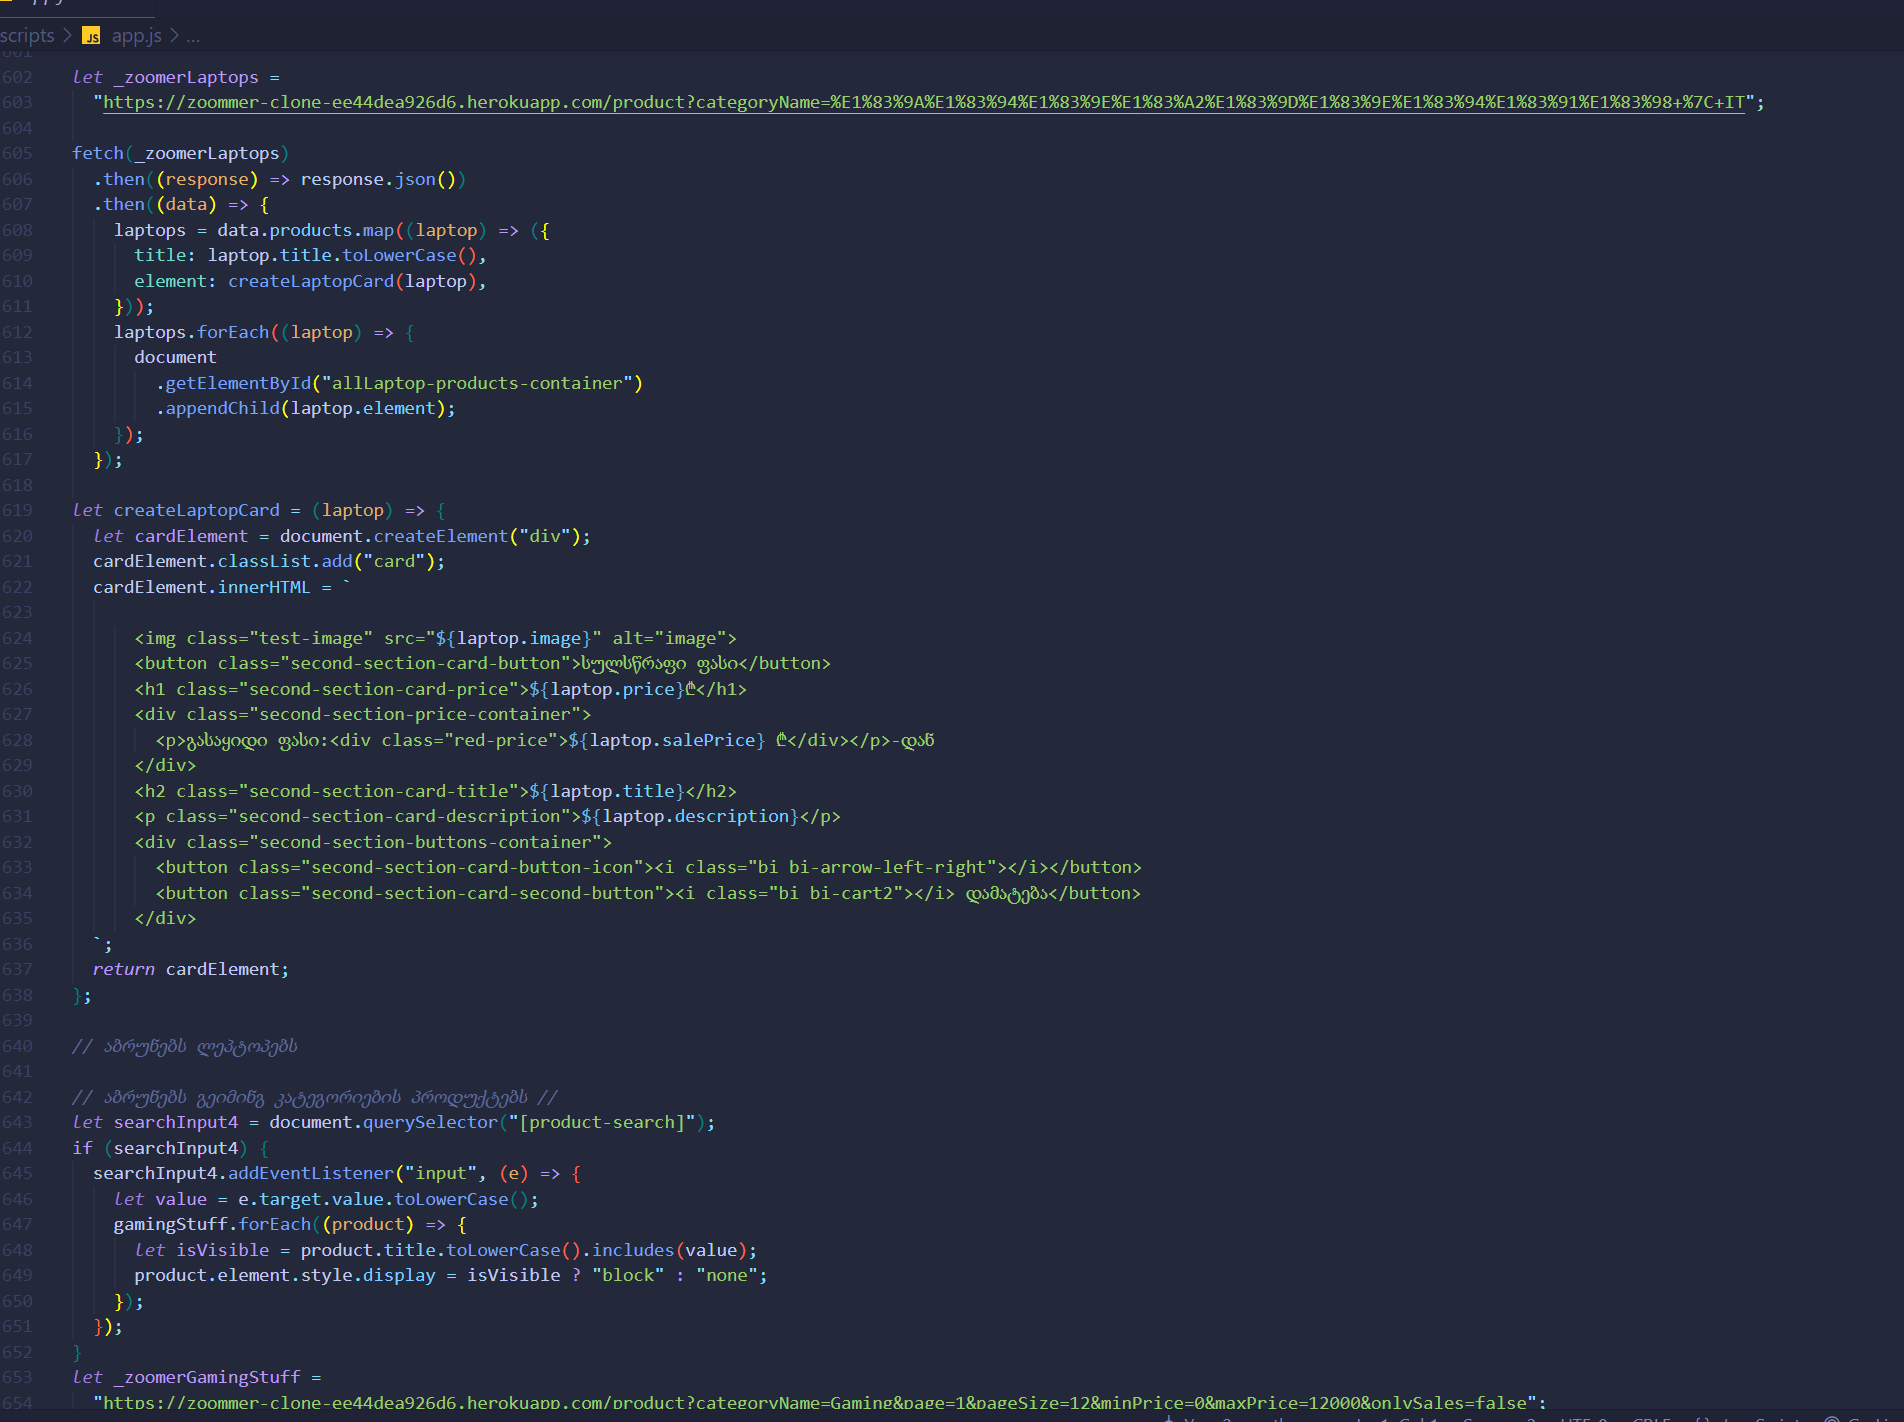 scripts > JS app.js > ...
602 let _zoomerLaptops =
603 "https://zoommer-clone-ee44dea926d6.herokuapp.com/product?categoryName=%E1%83%9A%E1%83%94%E1%83%9E%E1%83%A2%E1%83%9D%E1%83%9E%E1%83%94%E1%83%91%E1%83%98+%7C+IT";
604
605 fetch(_zoomerLaptops)
606 .then((response) => response.json())
607 .then((data) => {
608 laptops = data.products.map((laptop) => ({
609 title: laptop.title.toLowerCase(),
610 element: createLaptopCard(laptop),
611 }));
612 laptops.forEach((laptop) => {
613 document
614 .getElementById("allLaptop-products-container")
615 .appendChild(laptop.element);
616 });
617 });
618
619 let createLaptopCard = (laptop) => {
620 let cardElement = document.createElement("div");
621 cardElement.classList.add("card");
622 cardElement.innerHTML = `
623
624 <img class="test-image" src="${laptop.image}" alt="image">
625 <button class="second-section-card-button">სულსწრაფი ფასი</button>
626 <h1 class="second-section-card-price">${laptop.price}₾</h1>
627 <div class="second-section-price-container">
628 <p>გასაყიდი ფასი:<div class="red-price">${laptop.salePrice} ₾</div></p>-დან
629 </div>
630 <h2 class="second-section-card-title">${laptop.title}</h2>
631 <p class="second-section-card-description">${laptop.description}</p>
632 <div class="second-section-buttons-container">
633 <button class="second-section-card-button-icon"><i class="bi bi-arrow-left-right"></i></button>
634 <button class="second-section-card-second-button"><i class="bi bi-cart2"></i> დამატება</button>
635 </div>
636 `;
637 return cardElement;
638 };
639
640 // აბრუნებს ლეპტოპებს
641
642 // აბრუნებს გეიმინგ კატეგორიების პროდუქტებს //
643 let searchInput4 = document.querySelector("[product-search]");
644 if (searchInput4) {
645 searchInput4.addEventListener("input", (e) => {
646 let value = e.target.value.toLowerCase();
647 gamingStuff.forEach((product) => {
648 let isVisible = product.title.toLowerCase().includes(value);
649 product.element.style.display = isVisible ? "block" : "none";
650 });
651 });
652 }
653 let _zoomerGamingStuff =
654 "https://zoommer-clone-ee44dea926d6.herokuapp.com/product?categoryName=Gaming&page=1&pageSize=12&minPrice=0&maxPrice=12000&onlySales=false";